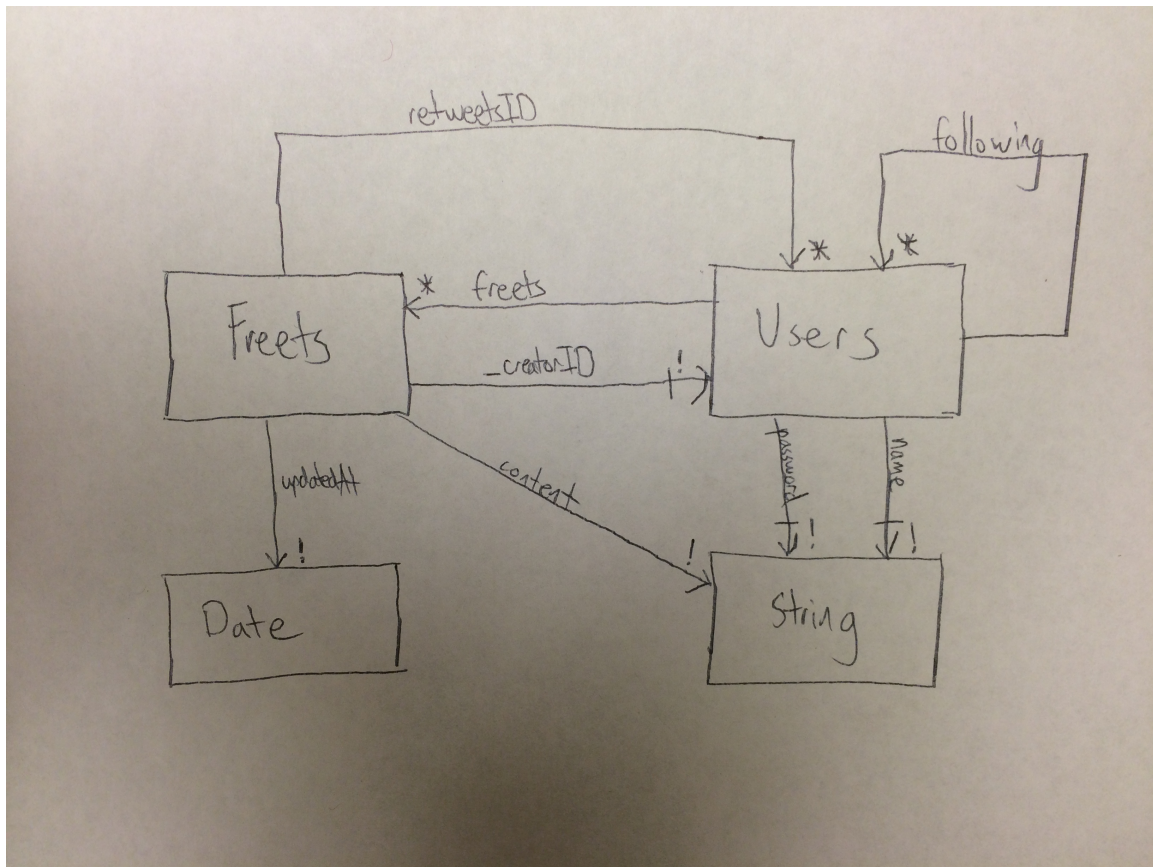 retweetsID
following
*
*
* freets
Freets
Users
_creatorID
!
updatedAt
content
password
name
!
!
!
!
Date
String